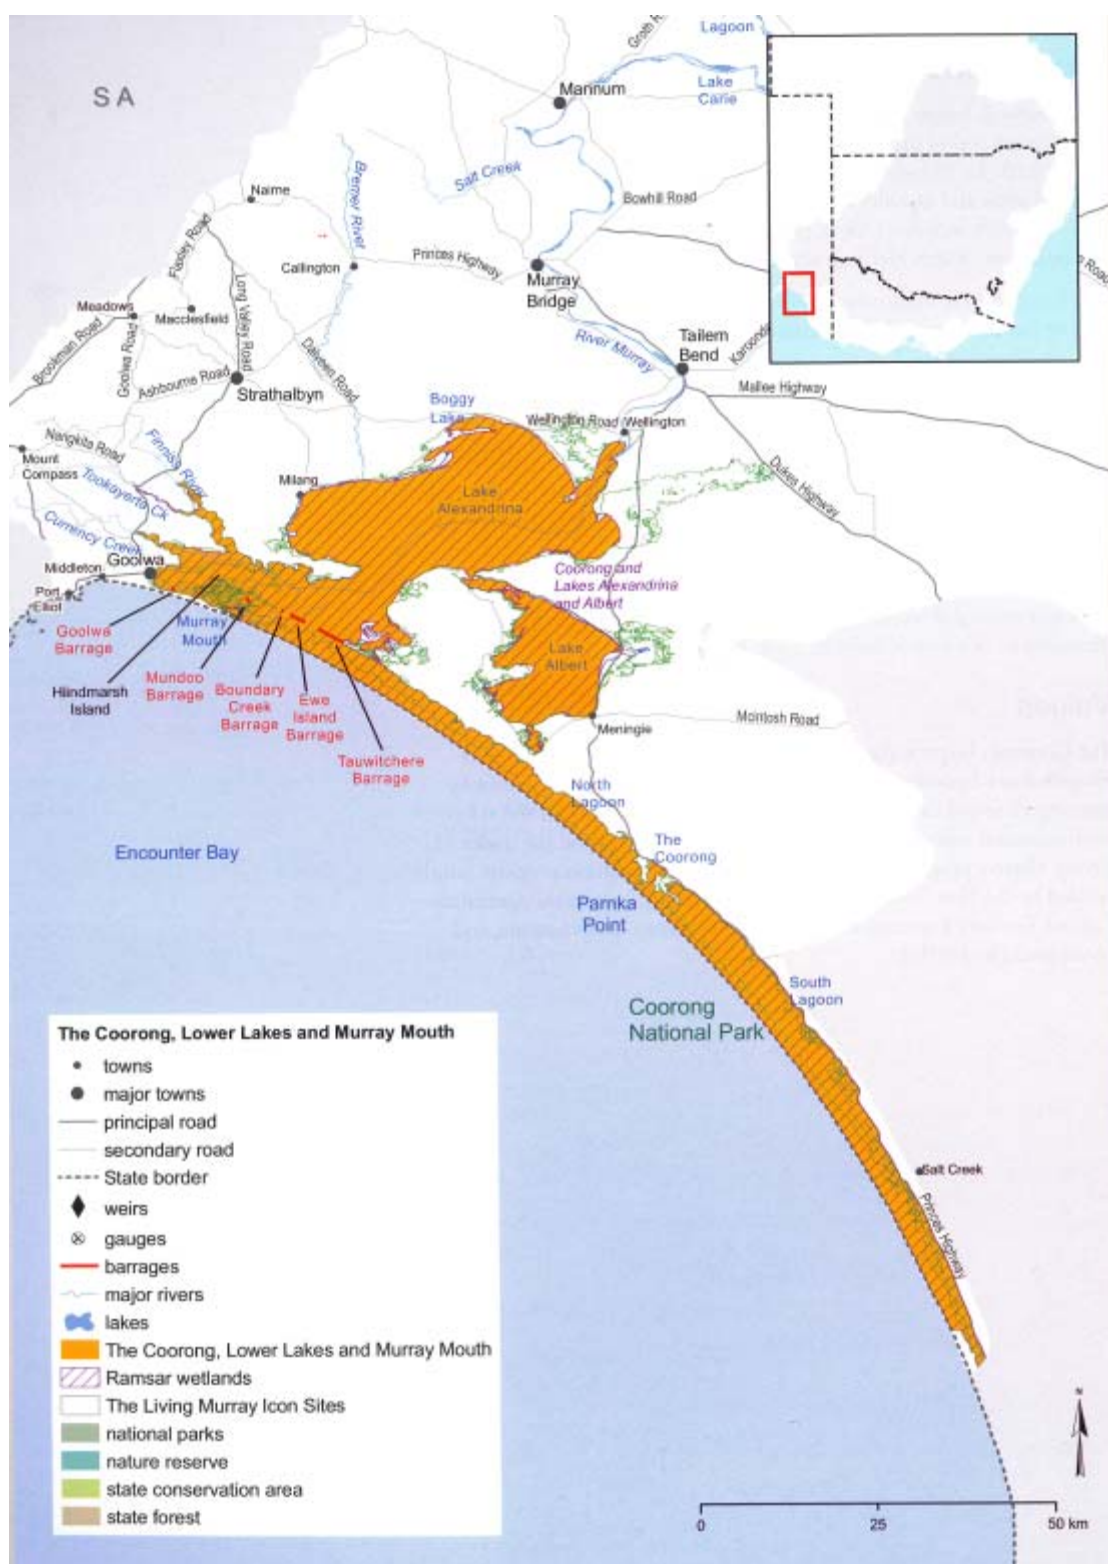 SA
Groth R
Lagoon
Lake
Carie
Mannum
Salt Creek
Bremer River
Bowhill Road
Nairne
Paxley Road
Callington
Princes Highway
Murray
Bridge
Long Valley Road
Meadows
Macclesfield
Brookman Road
Goolwa Road
Dalveen Road
Ashbourne Road
Strathalbyn
River Murray
Tailem
Bend
Karoonda
Mallee Highway
Road
Boggy
Lake
Wellington Road
Wellington
Nangkita Road
Mount
Compass
Finniss River
Tookayerta Ck
Currency Creek
Milang
Lake
Alexandrina
Dukes Highway
Middleton
Goolwa
Port
Elliot
Coorong and
Lakes Alexandrina
and Albert
Goolwa
Barrage
Murray
Mouth
Mundoo
Barrage
Hindmarsh
Island
Boundary
Creek
Barrage
Ewe
Island
Barrage
Tauwitchere
Barrage
Lake
Albert
Meningie
McIntosh Road
North
Lagoon
Encounter Bay
The
Coorong
Parnka
Point
South
Lagoon
Coorong
National Park
Salt Creek
Princes Highway
The Coorong, Lower Lakes and Murray Mouth
towns
major towns
principal road
secondary road
State border
weirs
gauges
barrages
major rivers
lakes
The Coorong, Lower Lakes and Murray Mouth
Ramsar wetlands
The Living Murray Icon Sites
national parks
nature reserve
state conservation area
state forest
N
0 25 50 km